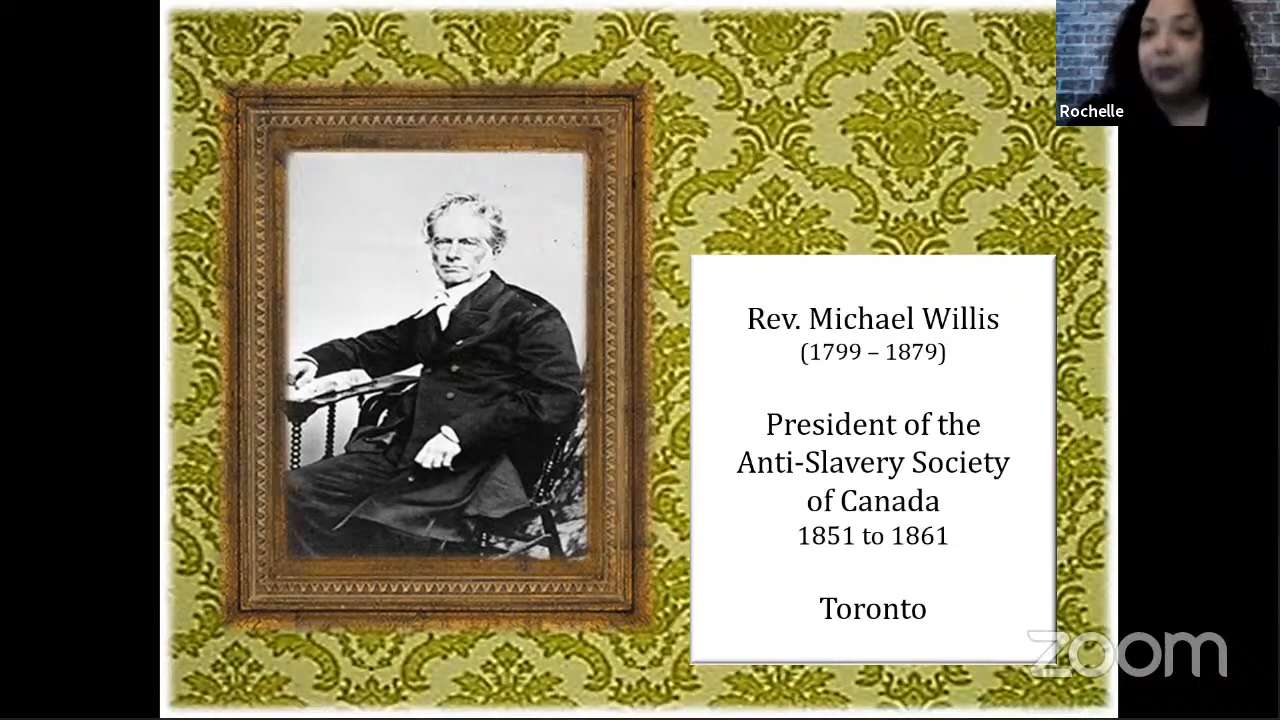 Rochelle
Rev. Michael Willis
(1799 – 1879)
President of the
Anti-Slavery Society
of Canada
1851 to 1861
Toronto
zoom